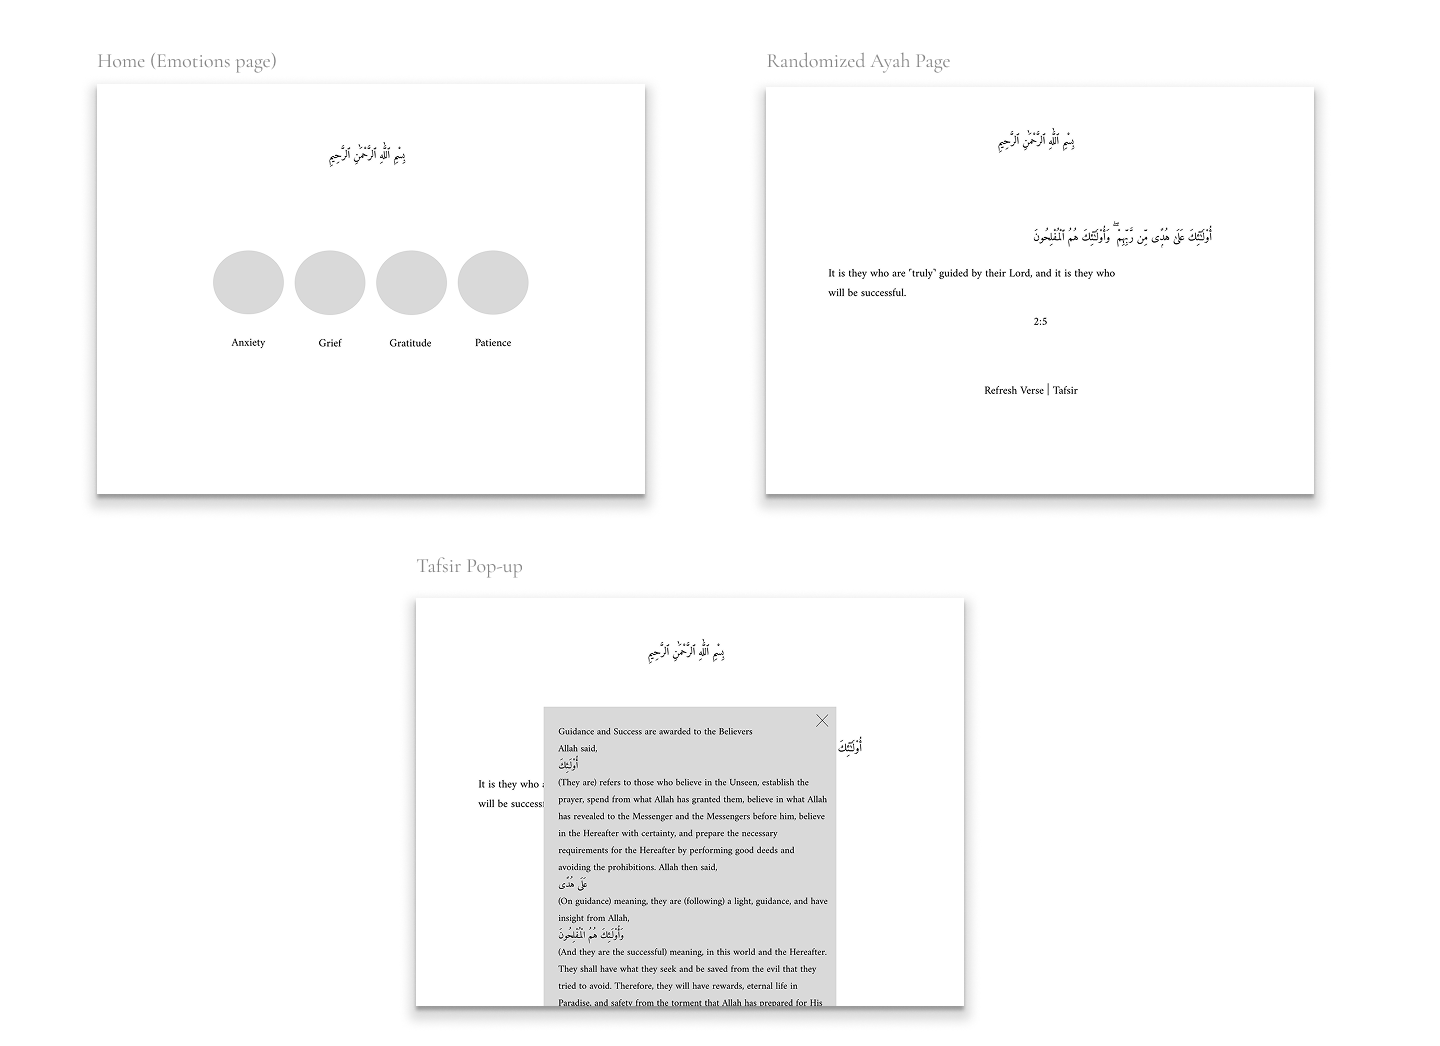 Home (Emotions page)
بِسْمِ ٱللَّهِ ٱلرَّحْمَٰنِ ٱلرَّحِيمِ
Anxiety Grief Gratitude Patience
Randomized Ayah Page
بِسْمِ ٱللَّهِ ٱلرَّحْمَٰنِ ٱلرَّحِيمِ
أُو۟لَـٰٓئِكَ عَلَىٰ هُدًۭى مِّن رَّبِّهِمْ ۖ وَأُو۟لَـٰٓئِكَ هُمُ ٱلْمُفْلِحُونَ
It is they who are ˹truly˺ guided by their Lord, and it is they who
will be successful.
2:5
Refresh Verse | Tafsir
Tafsir Pop-up
بِسْمِ ٱللَّهِ ٱلرَّحْمَٰنِ ٱلرَّحِيمِ
أُو۟لَـٰٓئِكَ
It is they who
will be success
Guidance and Success are awarded to the Believers
Allah said,
أُوْلَـئِكَ
(They are) refers to those who believe in the Unseen, establish the
prayer, spend from what Allah has granted them, believe in what Allah
has revealed to the Messenger and the Messengers before him, believe
in the Hereafter with certainty, and prepare the necessary
requirements for the Hereafter by performing good deeds and
avoiding the prohibitions. Allah then said,
عَلَى هُدًى
(On guidance) meaning, they are (following) a light, guidance, and have
insight from Allah,
وَأُوْلَـئِكَ هُمُ الْمُفْلِحُونَ
(And they are the successful) meaning, in this world and the Hereafter.
They shall have what they seek and be saved from the evil that they
tried to avoid. Therefore, they will have rewards, eternal life in
Paradise, and safety from the torment that Allah has prepared for His